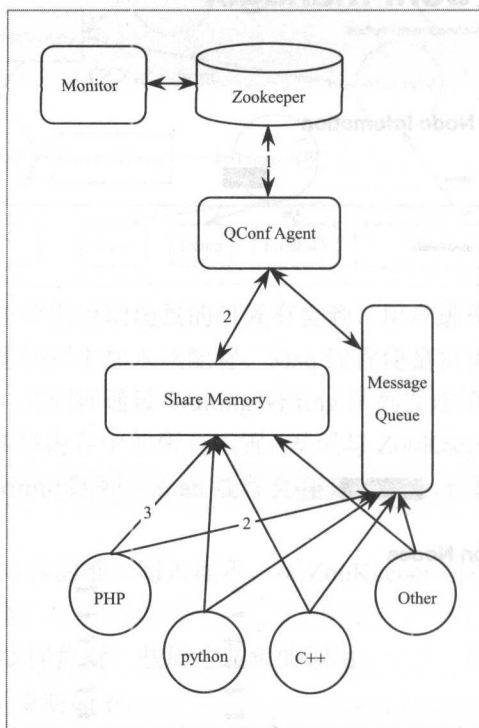 Monitor
Zookeeper
1
QConf Agent
2
Share Memory
Message
Queue
3
2
PHP
python
C++
Other